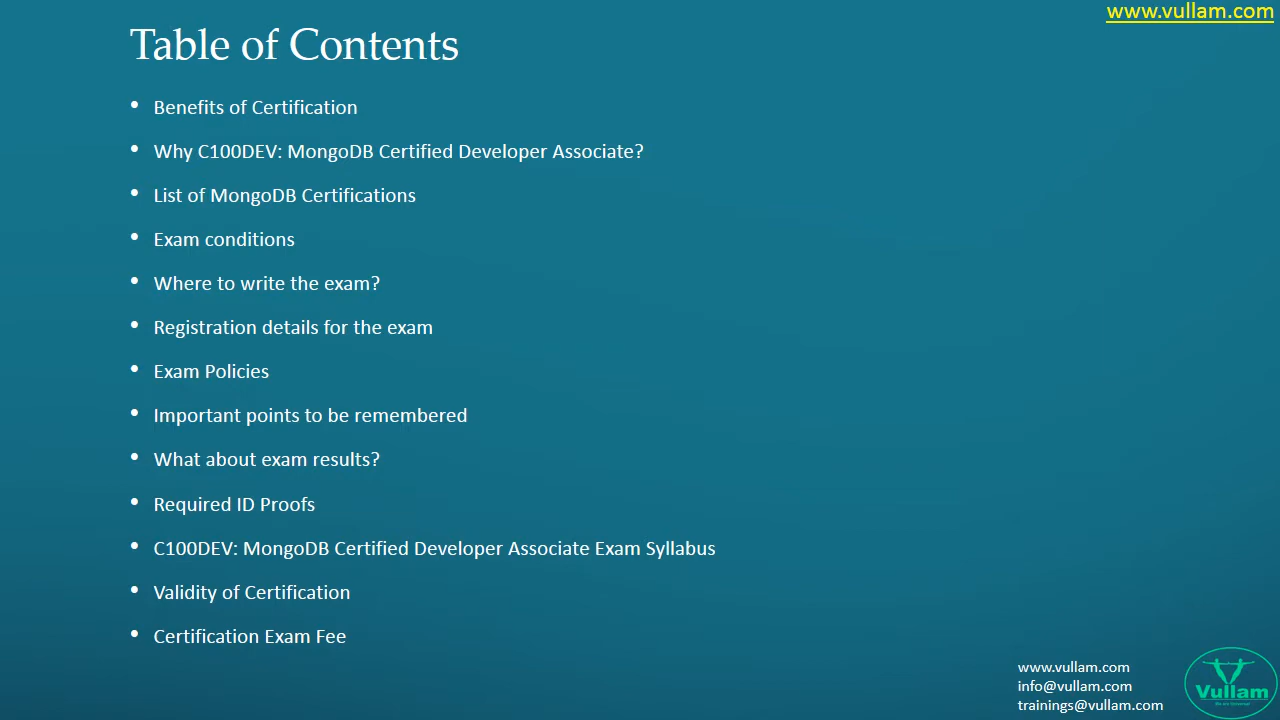 www.vullam.com
Table of Contents
• Benefits of Certification
• Why C100DEV: MongoDB Certified Developer Associate?
• List of MongoDB Certifications
• Exam conditions
• Where to write the exam?
• Registration details for the exam
• Exam Policies
• Important points to be remembered
• What about exam results?
• Required ID Proofs
• C100DEV: MongoDB Certified Developer Associate Exam Syllabus
• Validity of Certification
• Certification Exam Fee
www.vullam.com
info@vullam.com
trainings@vullam.com
Vullam